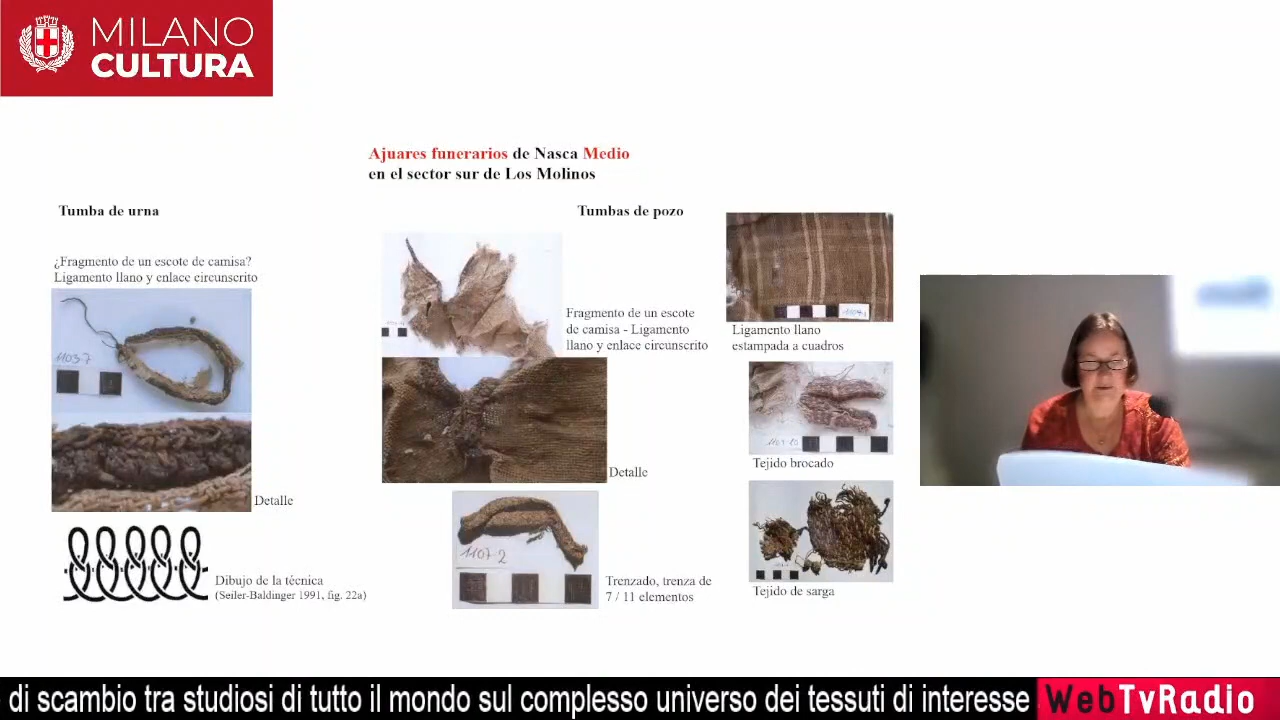 MILANO
CULTURA
Ajuares funerarios de Nasca Medio
en el sector sur de Los Molinos
Tumba de urna
¿Fragmento de un escote de camisa?
Ligamento llano y enlace circunscrito
1103 7
Detalle
Dibujo de la técnica
(Seiler-Baldinger 1991, fig. 22a)
Tumbas de pozo
Fragmento de un escote
de camisa - Ligamento
llano y enlace circunscrito
Detalle
1107 2
Trenzado, trenza de
7 / 11 elementos
Ligamento llano
estampada a cuadros
Tejido brocado
Tejido de sarga
di scambio tra studiosi di tutto il mondo sul complesso universo dei tessuti di interesse
WebTvRadio